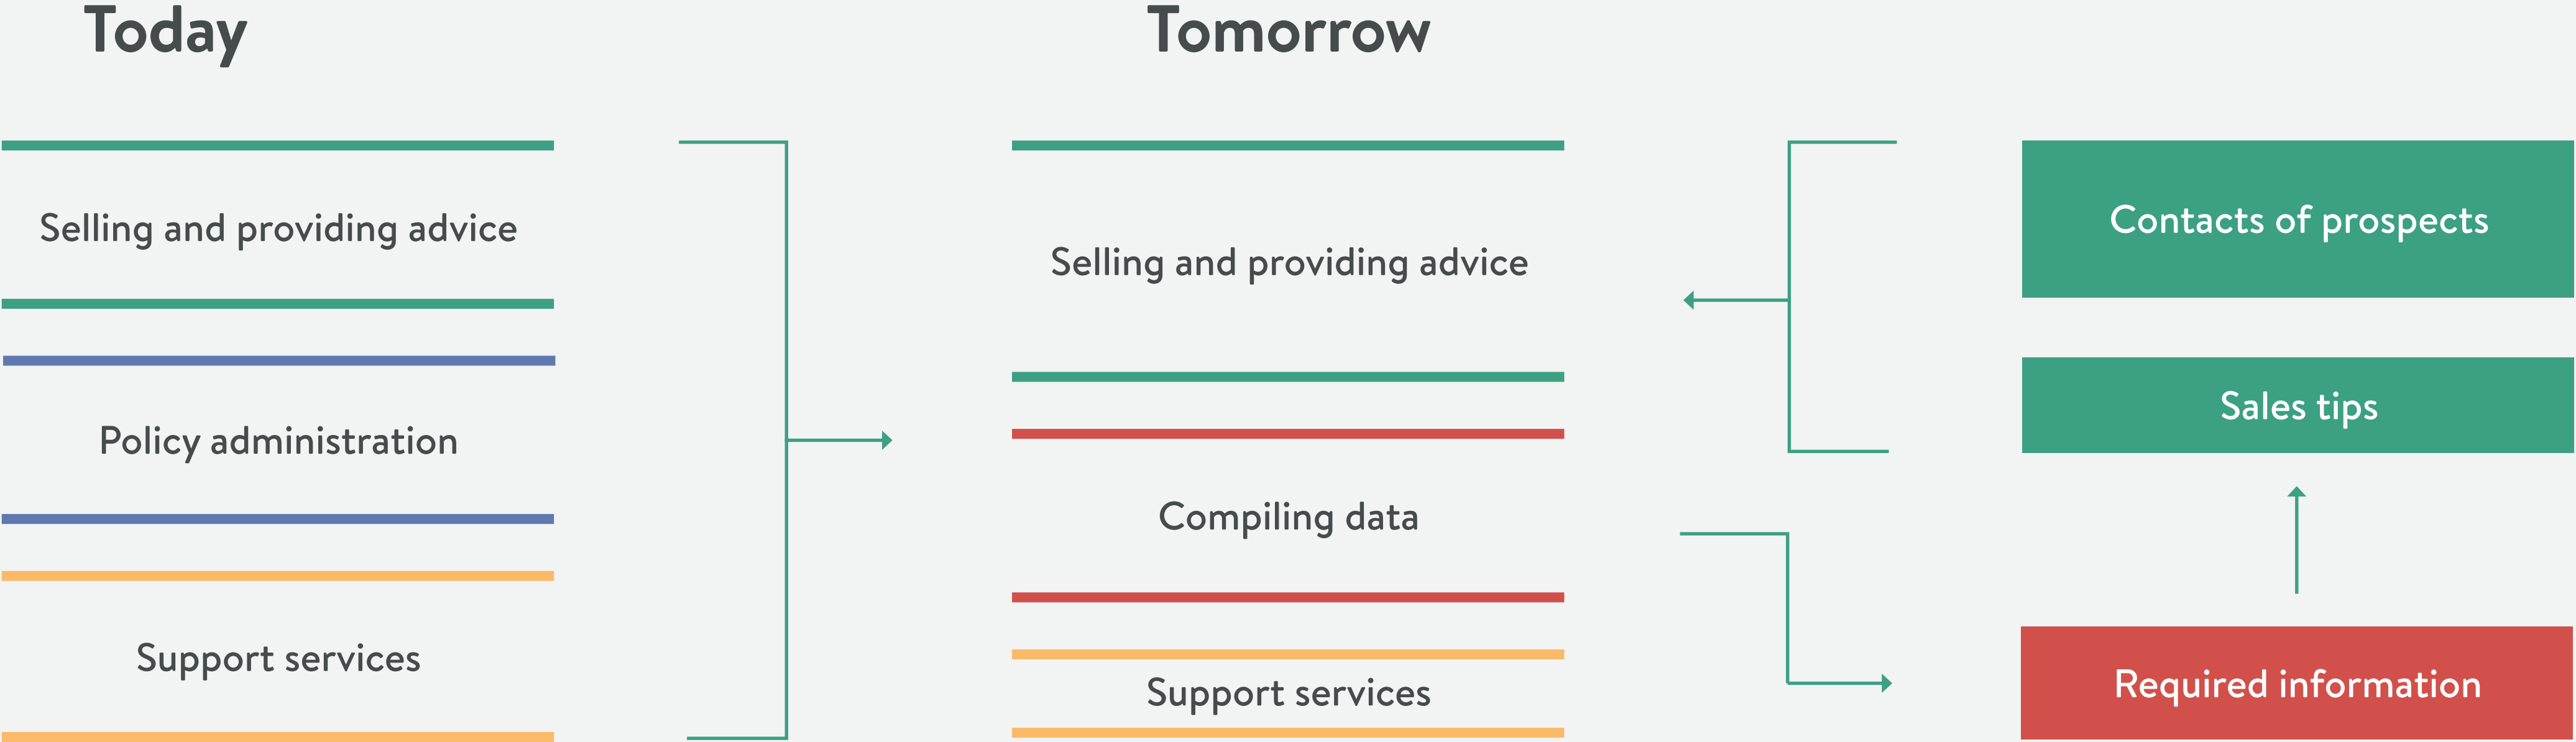 Today
Selling and providing advice
Policy administration
Support services
Tomorrow
Selling and providing advice
Compiling data
Support services
Contacts of prospects
Sales tips
Required information